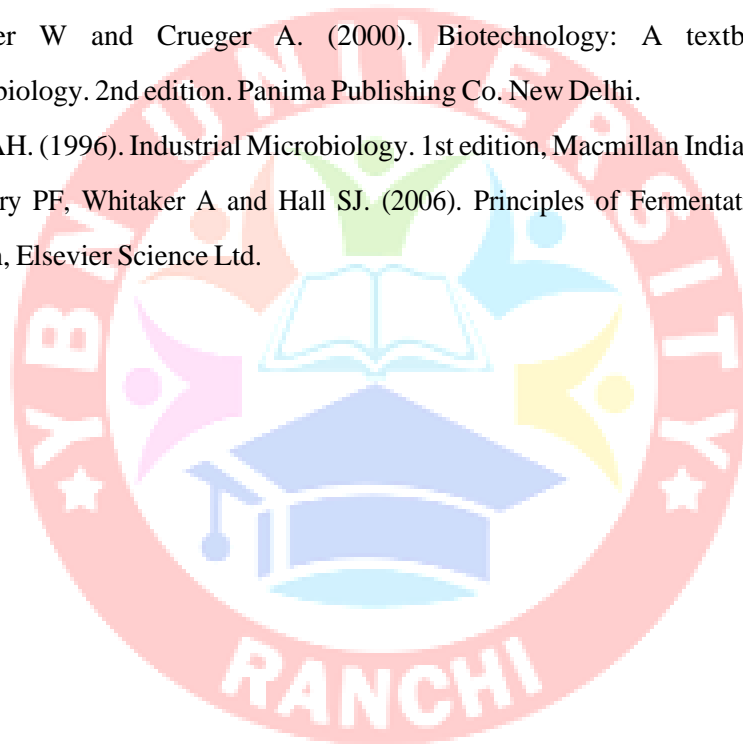 er W and Crueger A. (2000). Biotechnology: A textb
biology. 2nd edition. Panima Publishing Co. New Delhi.
AH. (1996). Industrial Microbiology. 1st edition, Macmillan India
ry PF, Whitaker A and Hall SJ. (2006). Principles of Fermentat
n, Elsevier Science Ltd.
Y B N UNIVERSITY
RANCHI